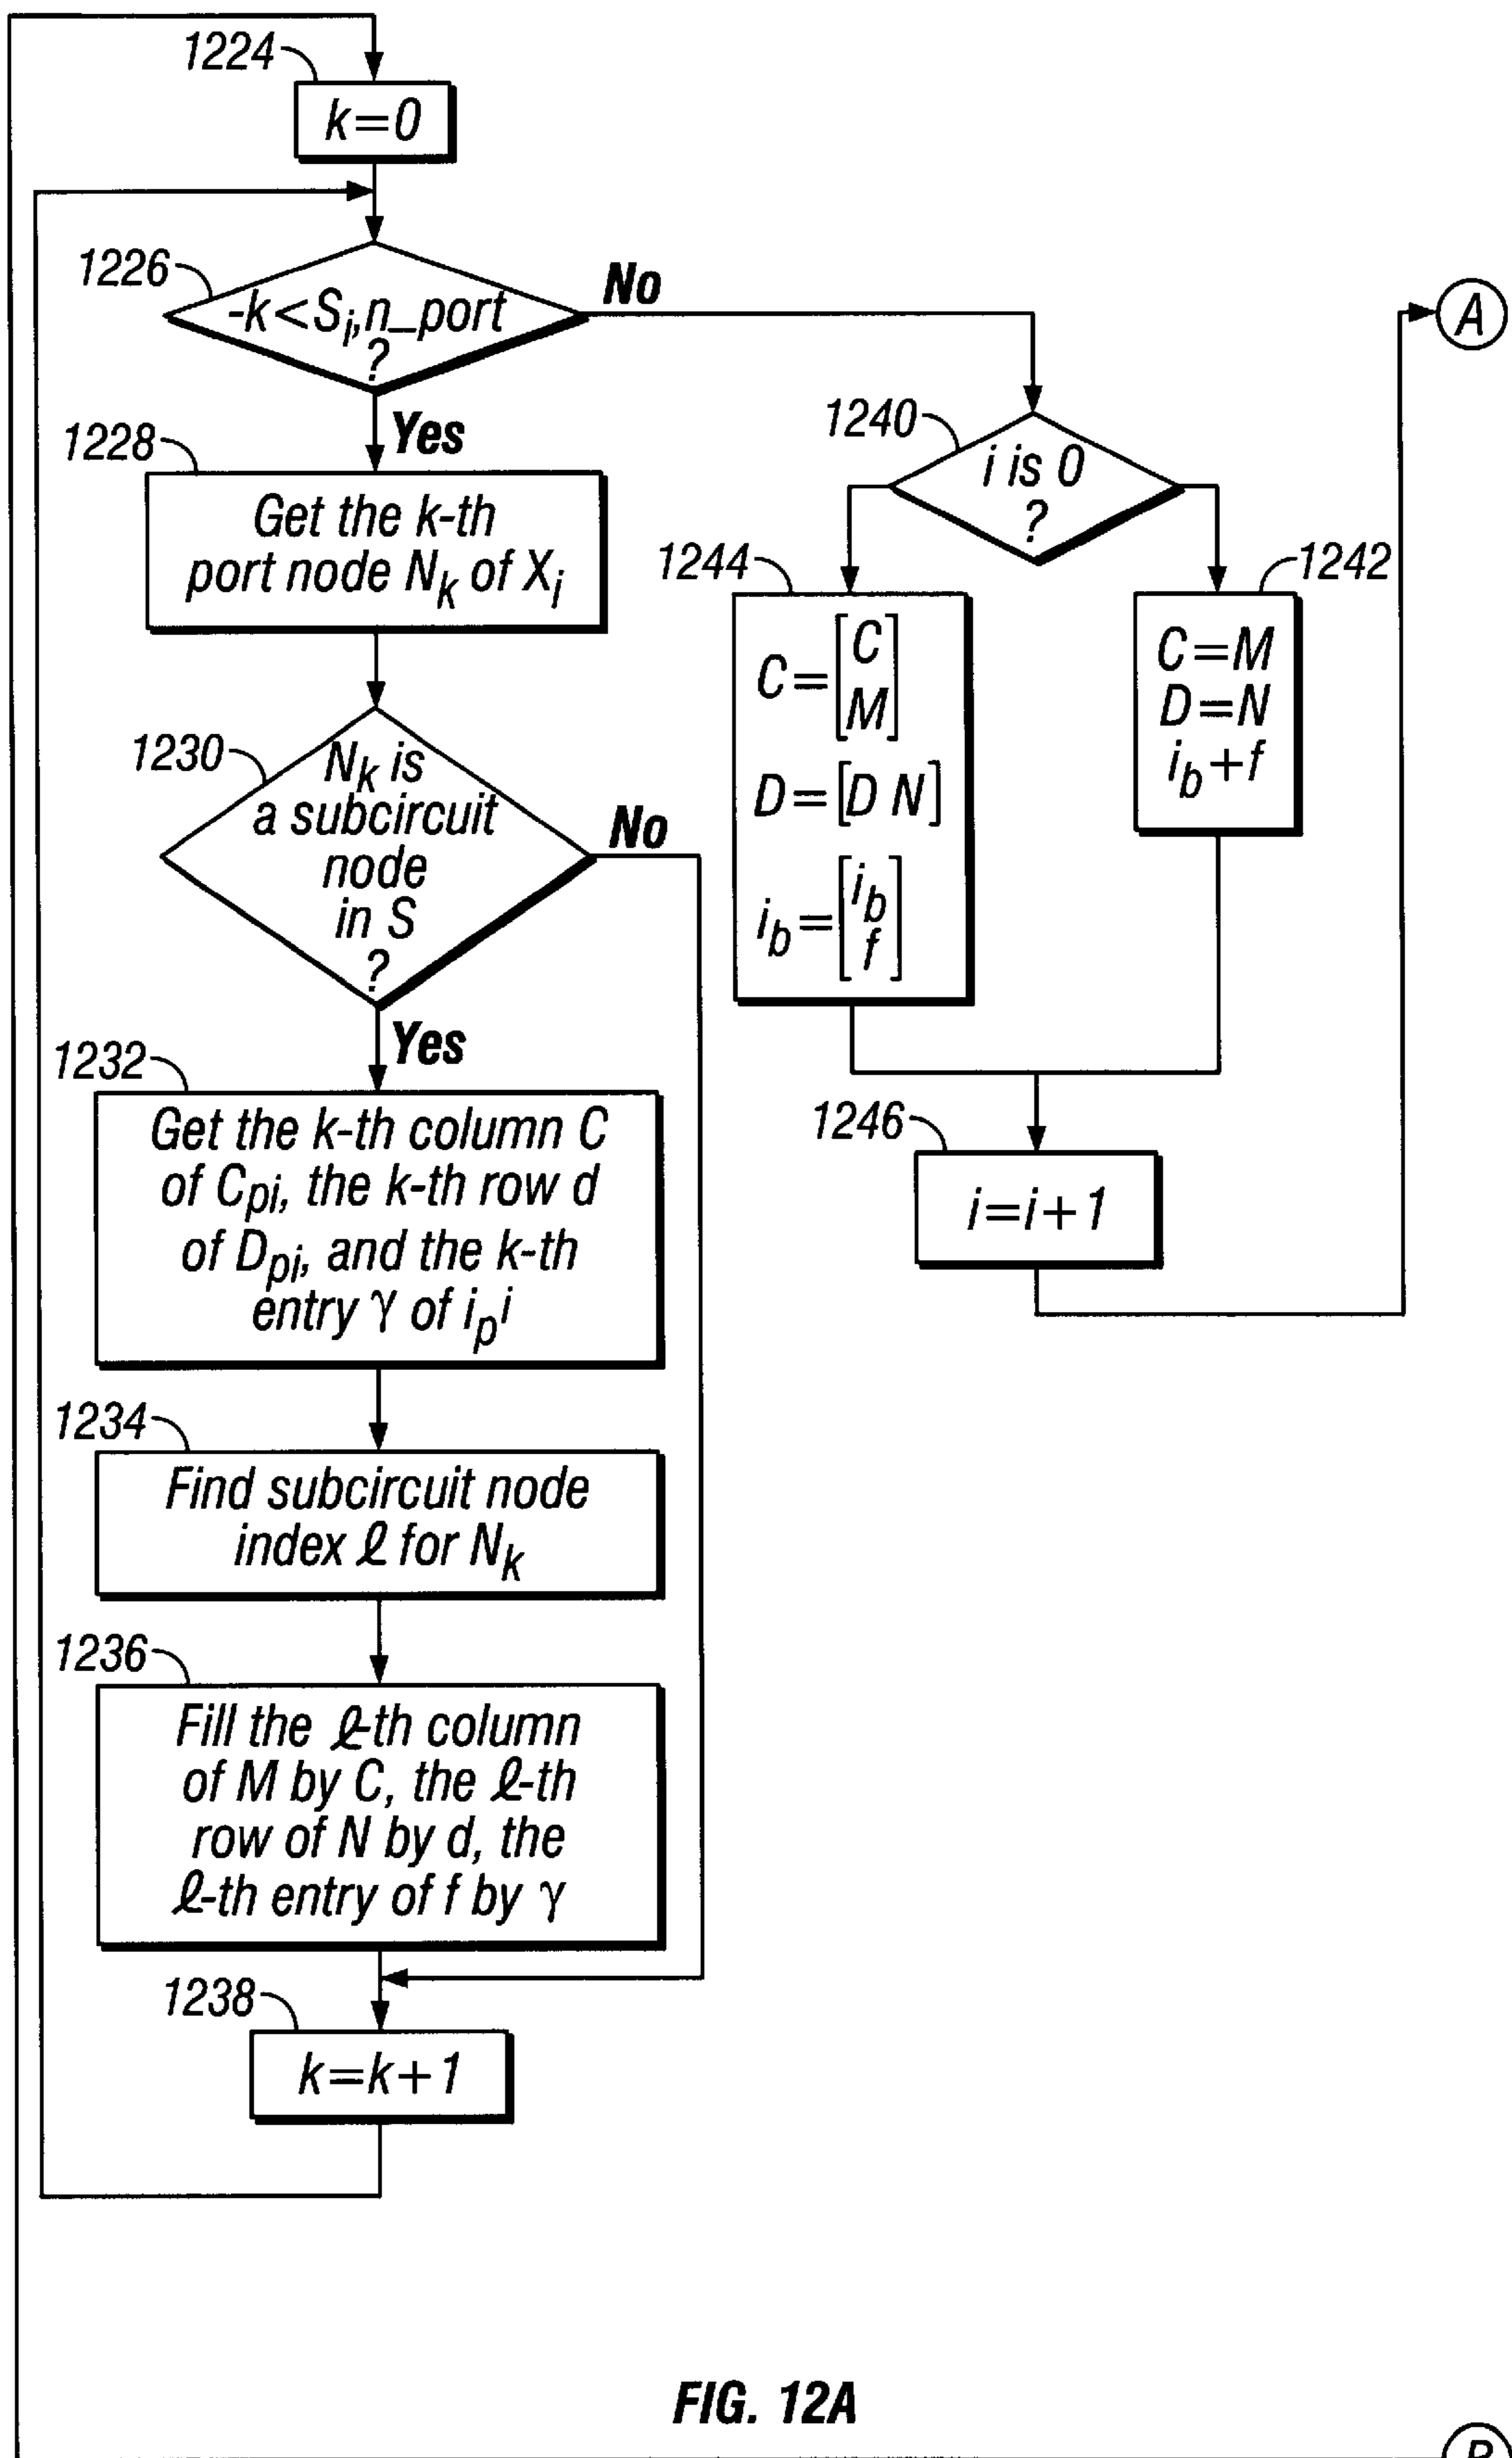 1224
k=0
1226
-k<S_i,n_port
?
No
Yes
A
1228
Get the k-th
port node N_k of X_i
1230
N_k is
a subcircuit
node
in S
?
No
Yes
1232
Get the k-th column C
of C_pi, the k-th row d
of D_pi, and the k-th
entry γ of i_p^i
1234
Find subcircuit node
index ℓ for N_k
1236
Fill the ℓ-th column
of M by C, the ℓ-th
row of N by d, the
ℓ-th entry of f by γ
1238
k=k+1
1240
i is 0
?
1244
C=[C
M]
D=[D N]
i_b=[i_b
f]
1242
C=M
D=N
i_b+f
1246
i=i+1
FIG. 12A
B